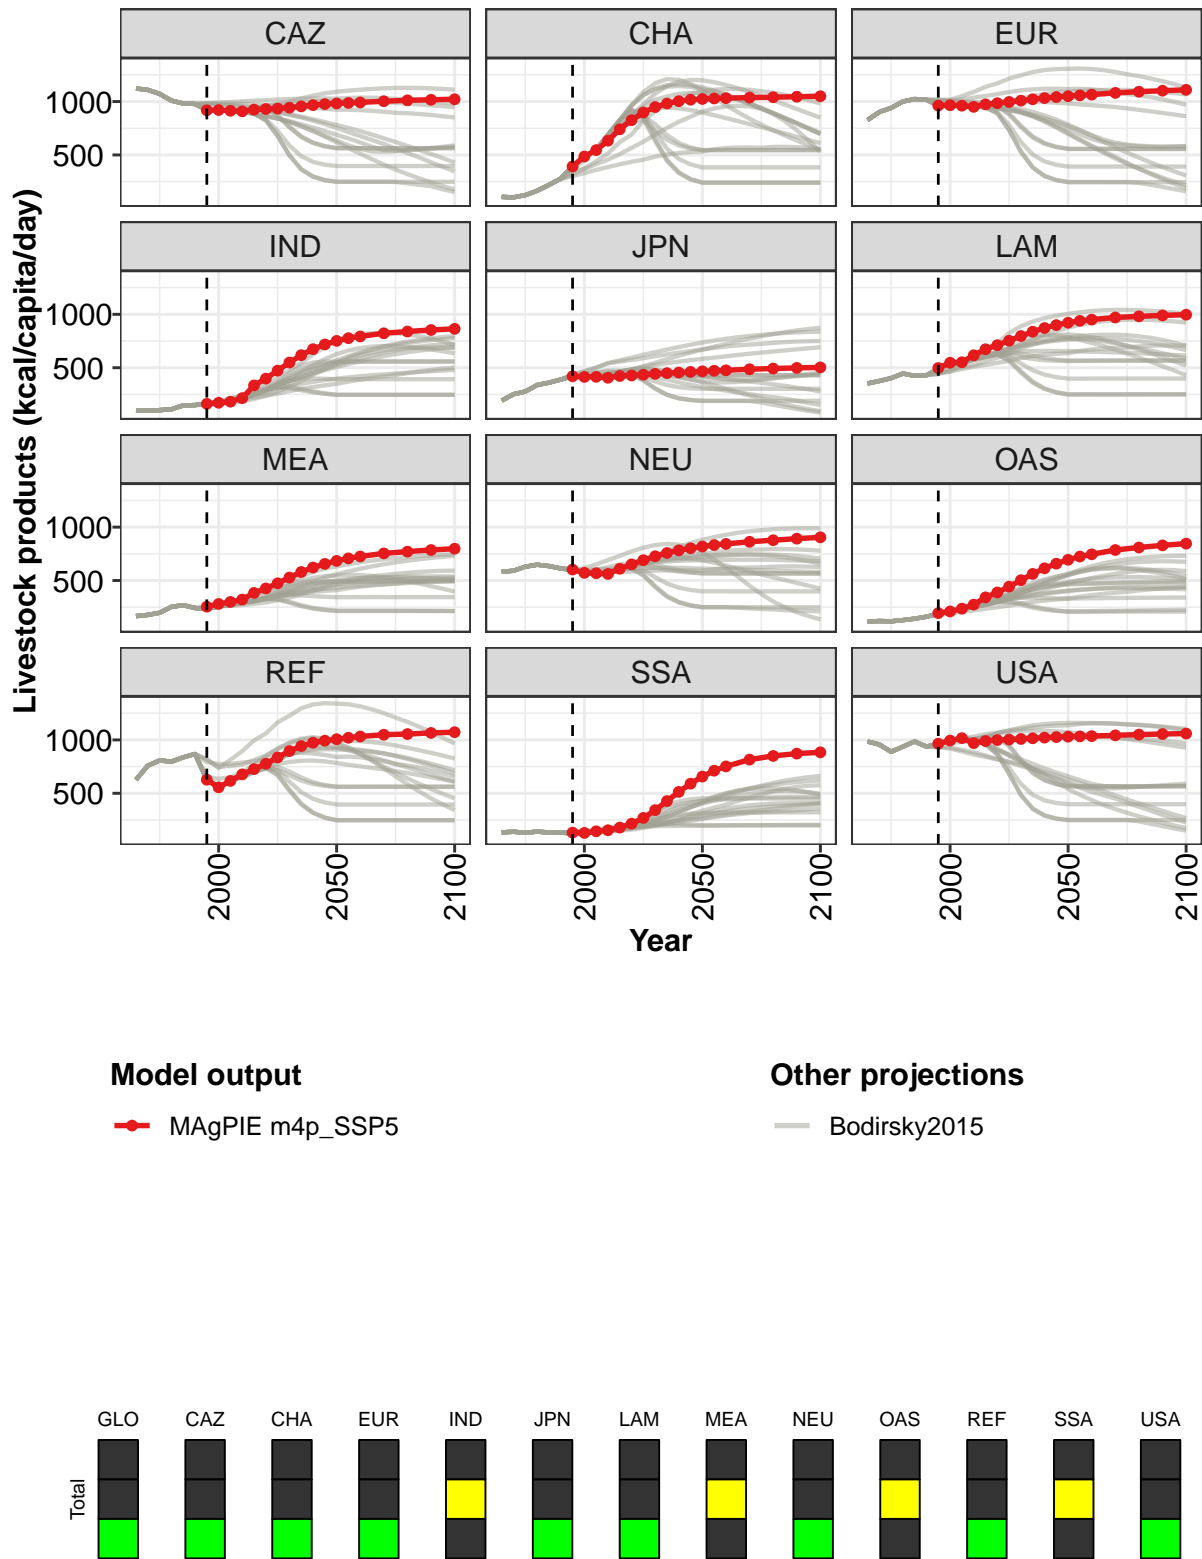 CAZ CHA EUR
1000
500
IND JPN LAM
1000
500
MEA NEU OAS
1000
500
REF SSA USA
1000
500
Livestock products (kcal/capita/day)
2000 2050 2100 2000 2050 2100 2000 2050 2100
Year
Model output
MAgPIE m4p_SSP5
Other projections
Bodirsky2015
GLO CAZ CHA EUR IND JPN LAM MEA NEU OAS REF SSA USA
Total